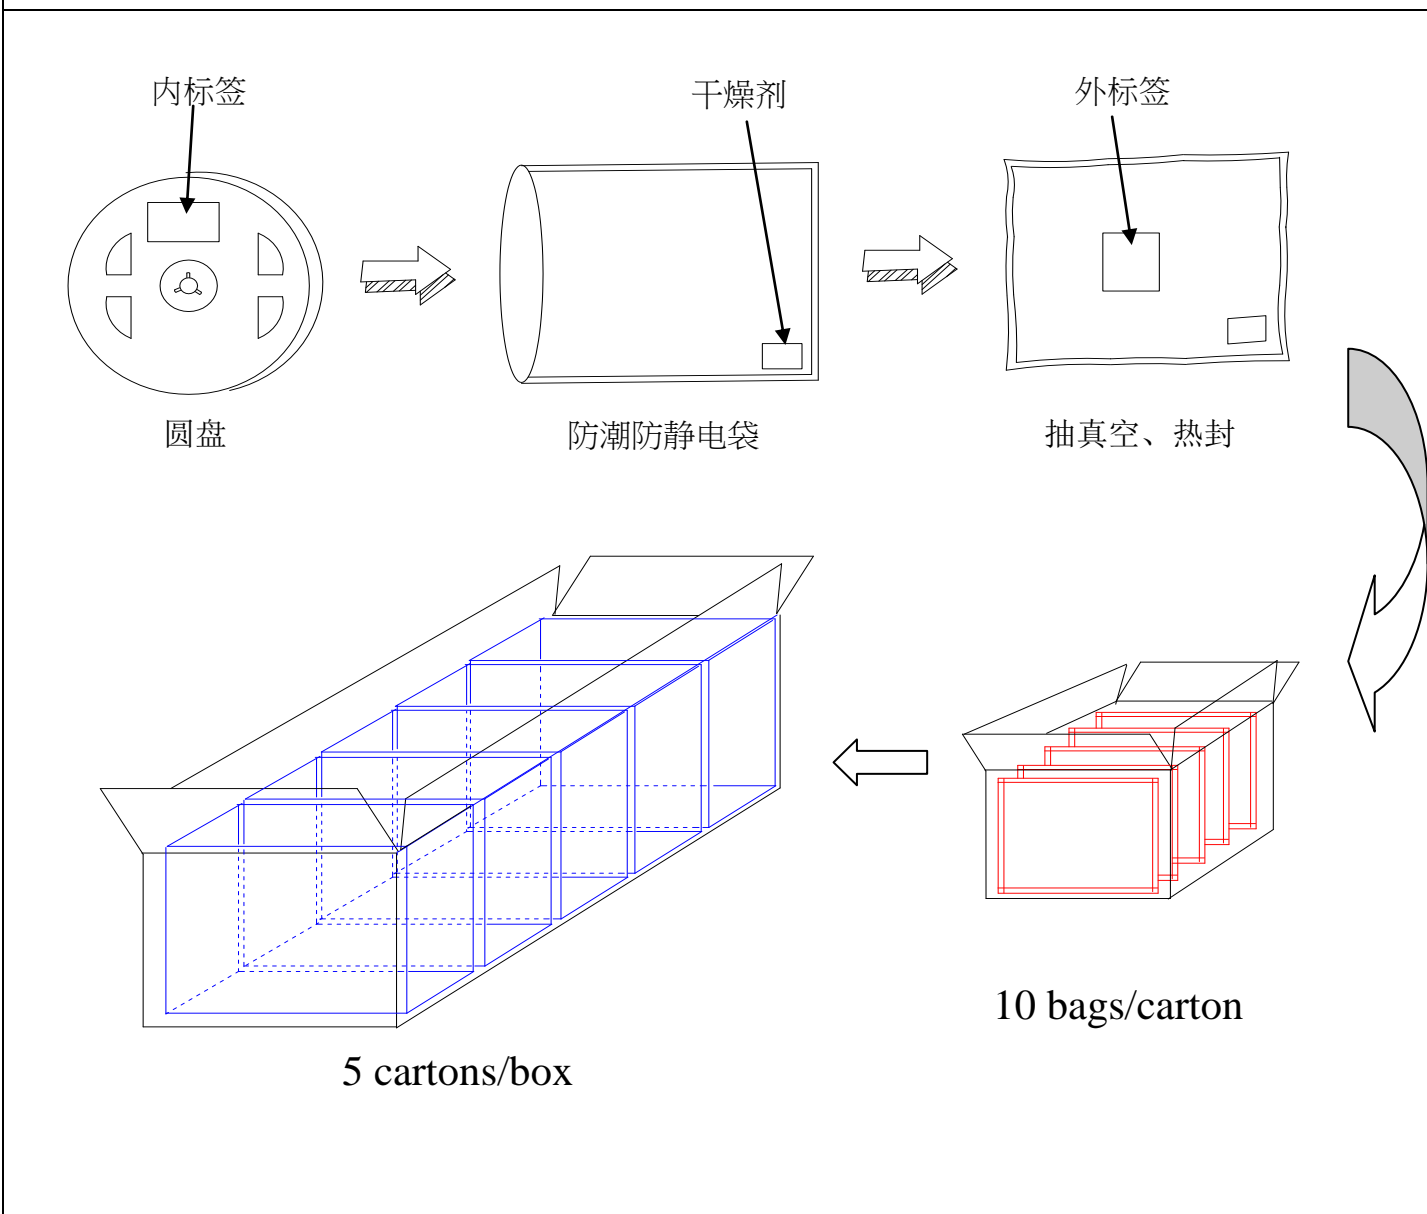 内标签
干燥剂
外标签
圆盘
防潮防静电袋
抽真空、热封
10 bags/carton
5 cartons/box